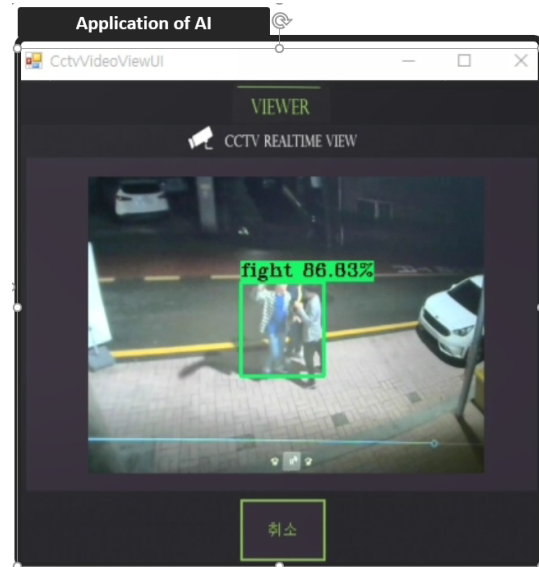 Application of AI
CctvVideoViewUI
VIEWER
CCTV REALTIME VIEW
fight 86.83%
취소